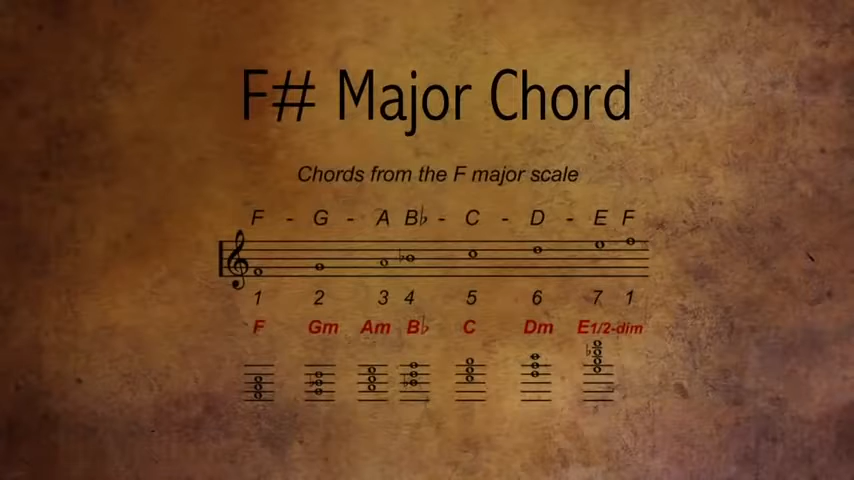 F# Major Chord
Chords from the F major scale
F - G - A B♭ - C - D - E F
1 2 3 4 5 6 7 1
F Gm Am B♭ C Dm E1/2-dim